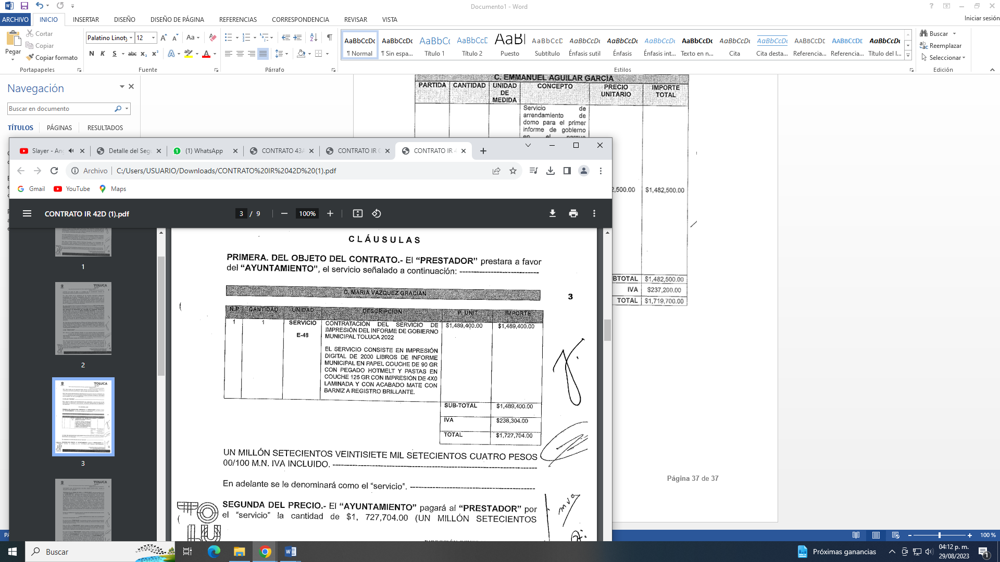 Documento1 - Word
ARCHIVO INICIO INSERTAR DISEÑO DISEÑO DE PÁGINA REFERENCIAS CORRESPONDENCIA REVISAR VISTA
Iniciar sesión
Pegar
Cortar
Copiar
Copiar formato
Portapapeles
Palatino Linoty 12
N K S abc x₂ x²
Fuente
Párrafo
AaBbCcDc AaBbCcDc AaBbCc AaBbCcD AaBl AaBbCcD AaBbCcDc AaBbCcDc AaBbCcDc AaBbCcDc AaBbCcDc AaBbCcDc AABBCCDD AABBCCDD AaBbCcDc
¶ Normal ¶ Sin espa... Título 1 Título 2 Puesto Subtítulo Énfasis sutil Énfasis Énfasis int... Texto en n... Cita Cita desta... Referencia... Referencia... Título del l...
Estilos
Buscar
Reemplazar
Seleccionar
Edición
Navegación
Buscar en documento
TÍTULOS PÁGINAS RESULTADOS
C. EMMANUEL AGUILAR GARCÍA
PARTIDA CANTIDAD UNIDAD DE MEDIDA CONCEPTO PRECIO UNITARIO IMPORTE TOTAL
Servicio de
arrendamiento de
domo para el primer
informe de gobierno
en el parque
2,500.00 $1,482,500.00
BTOTAL $1,482,500.00
IVA $237,200.00
TOTAL $1,719,700.00
Página 37 de 37
Slayer - An Detalle del Segu (1) WhatsApp CONTRATO 43A CONTRATO IR CONTRATO IR 4
Archivo C:/Users/USUARIO/Downloads/CONTRATO%20IR%2042D%20(1).pdf
Gmail YouTube Maps
CONTRATO IR 42D (1).pdf 3 / 9 100%
1
TOLUCA
2
TOLUCA
3
C L Á U S U L A S
PRIMERA. DEL OBJETO DEL CONTRATO.- El “PRESTADOR” prestara a favor
del “AYUNTAMIENTO”, el servicio señalado a continuación: ----------------------------
C. MARIA VAZQUEZ GRACIAN
3
N.P. CANTIDAD UNIDAD DESCRIPCION P. UNIT IMPORTE
1 1 SERVICIO
E-48
CONTRATACIÓN DEL SERVICIO DE
IMPRESIÓN DEL INFORME DE GOBIERNO
MUNICIPAL TOLUCA 2022
$1,489,400.00 $1,489,400.00
EL SERVICIO CONSISTE EN IMPRESIÓN
DIGITAL DE 2000 LIBROS DE INFORME
MUNICIPAL EN PAPEL COUCHE DE 90 GR
CON PEGADO HOTMELT Y PASTAS EN
COUCHE 125 GR CON IMPRESIÓN DE 4X0
LAMINADA Y CON ACABADO MATE CON
BARNIZ A REGISTRO BRILLANTE.
SUB-TOTAL $1,489,400.00
IVA $238,304.00
TOTAL $1,727,704.00
UN MILLÓN SETECIENTOS VEINTISIETE MIL SETECIENTOS CUATRO PESOS
00/100 M.N. IVA INCLUIDO. ------------------------------------------------------------
En adelante se le denominará como el “servicio”. --------------------------------------
SEGUNDA DEL PRECIO.- El “AYUNTAMIENTO” pagará al “PRESTADOR” por
el “servicio” la cantidad de $1, 727,704.00 (UN MILLÓN SETECIENTOS
100 %
Buscar
Próximas ganancias
04:12 p. m.
29/08/2023
1